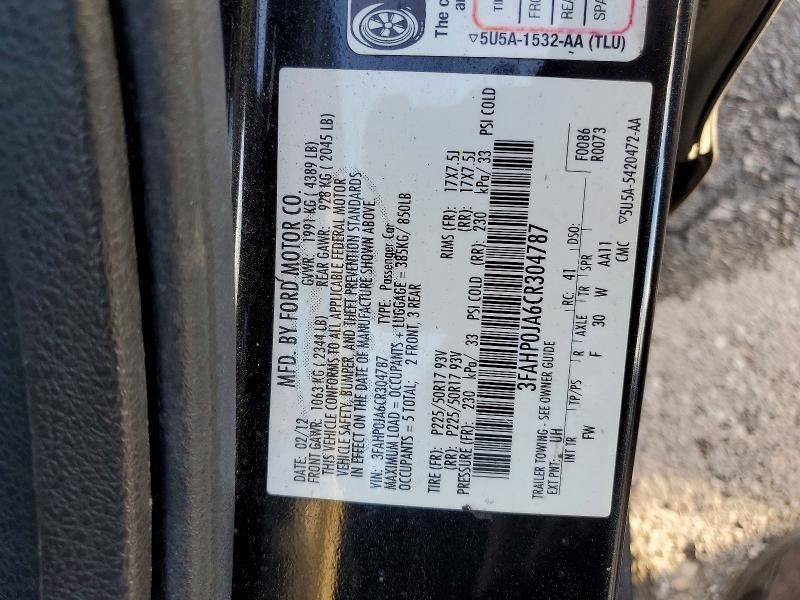 The c
an
TI
FRO
REA
SPA
▽5U5A-1532-AA (TLU)
MFD. BY FORD MOTOR CO.
DATE: 02/12 GVWR: 1991 KG ( 4389 LB)
FRONT GAWR: 1063 KG ( 2344 LB) REAR GAWR: 928 KG ( 2045 LB)
THIS VEHICLE CONFORMS TO ALL APPLICABLE FEDERAL MOTOR
VEHICLE SAFETY, BUMPER, AND THEFT PREVENTION STANDARDS
IN EFFECT ON THE DATE OF MANUFACTURE SHOWN ABOVE
VIN: 3FAHP0JA6CR304787 TYPE: Passenger Car
MAXIMUM LOAD = OCCUPANTS + LUGGAGE = 385KG/ 850LB
OCCUPANTS = 5 TOTAL; 2 FRONT, 3 REAR
TIRE (FR): P225/50R17 93V RIMS (FR): 17X7.5J
(RR): P225/50R17 93V (RR): 17X7.5J
PRESSURE (FR): 230 kPa/ 33 PSI COLD (RR): 230 kPa/ 33 PSI COLD
3FAHP0JA6CR304787
TRAILER TOWING - SEE OWNER GUIDE
F0086
R0073
EXT PNT: UH RC: 41 DSO:
INT TR TP/PS R AXLE TR SPR
FW F 30 W AA11
CMC
▽5U5A-5420472-AA